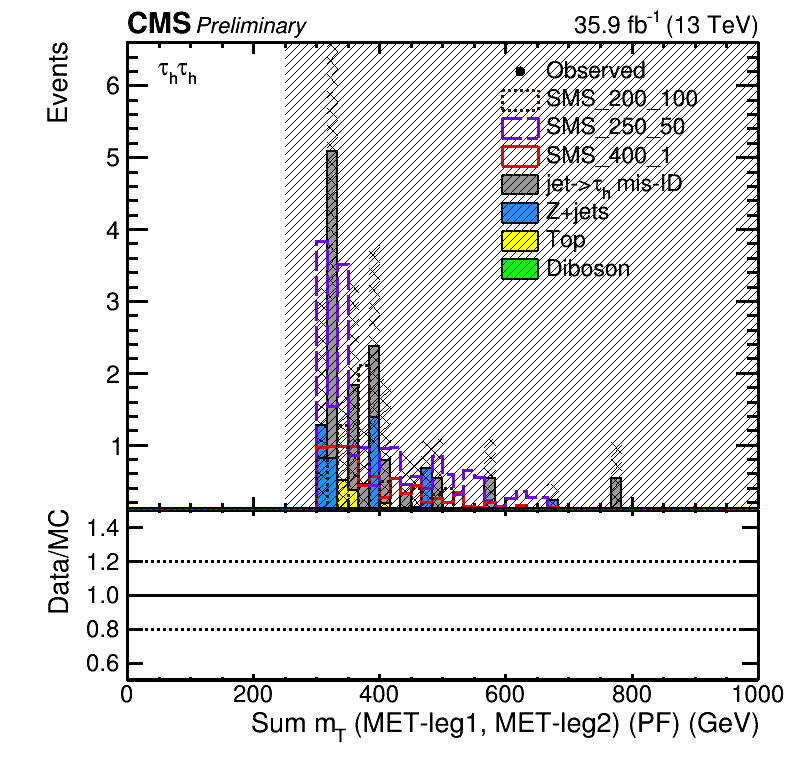 CMS Preliminary 35.9 fb⁻¹ (13 TeV)
Events
τhτh
Observed
SMS_200_100
SMS_250_50
SMS_400_1
jet->τh mis-ID
Z+jets
Top
Diboson
6
5
4
3
2
1
Data/MC
1.4
1.2
1.0
0.8
0.6
0 200 400 600 800 1000
Sum mT (MET-leg1, MET-leg2) (PF) (GeV)